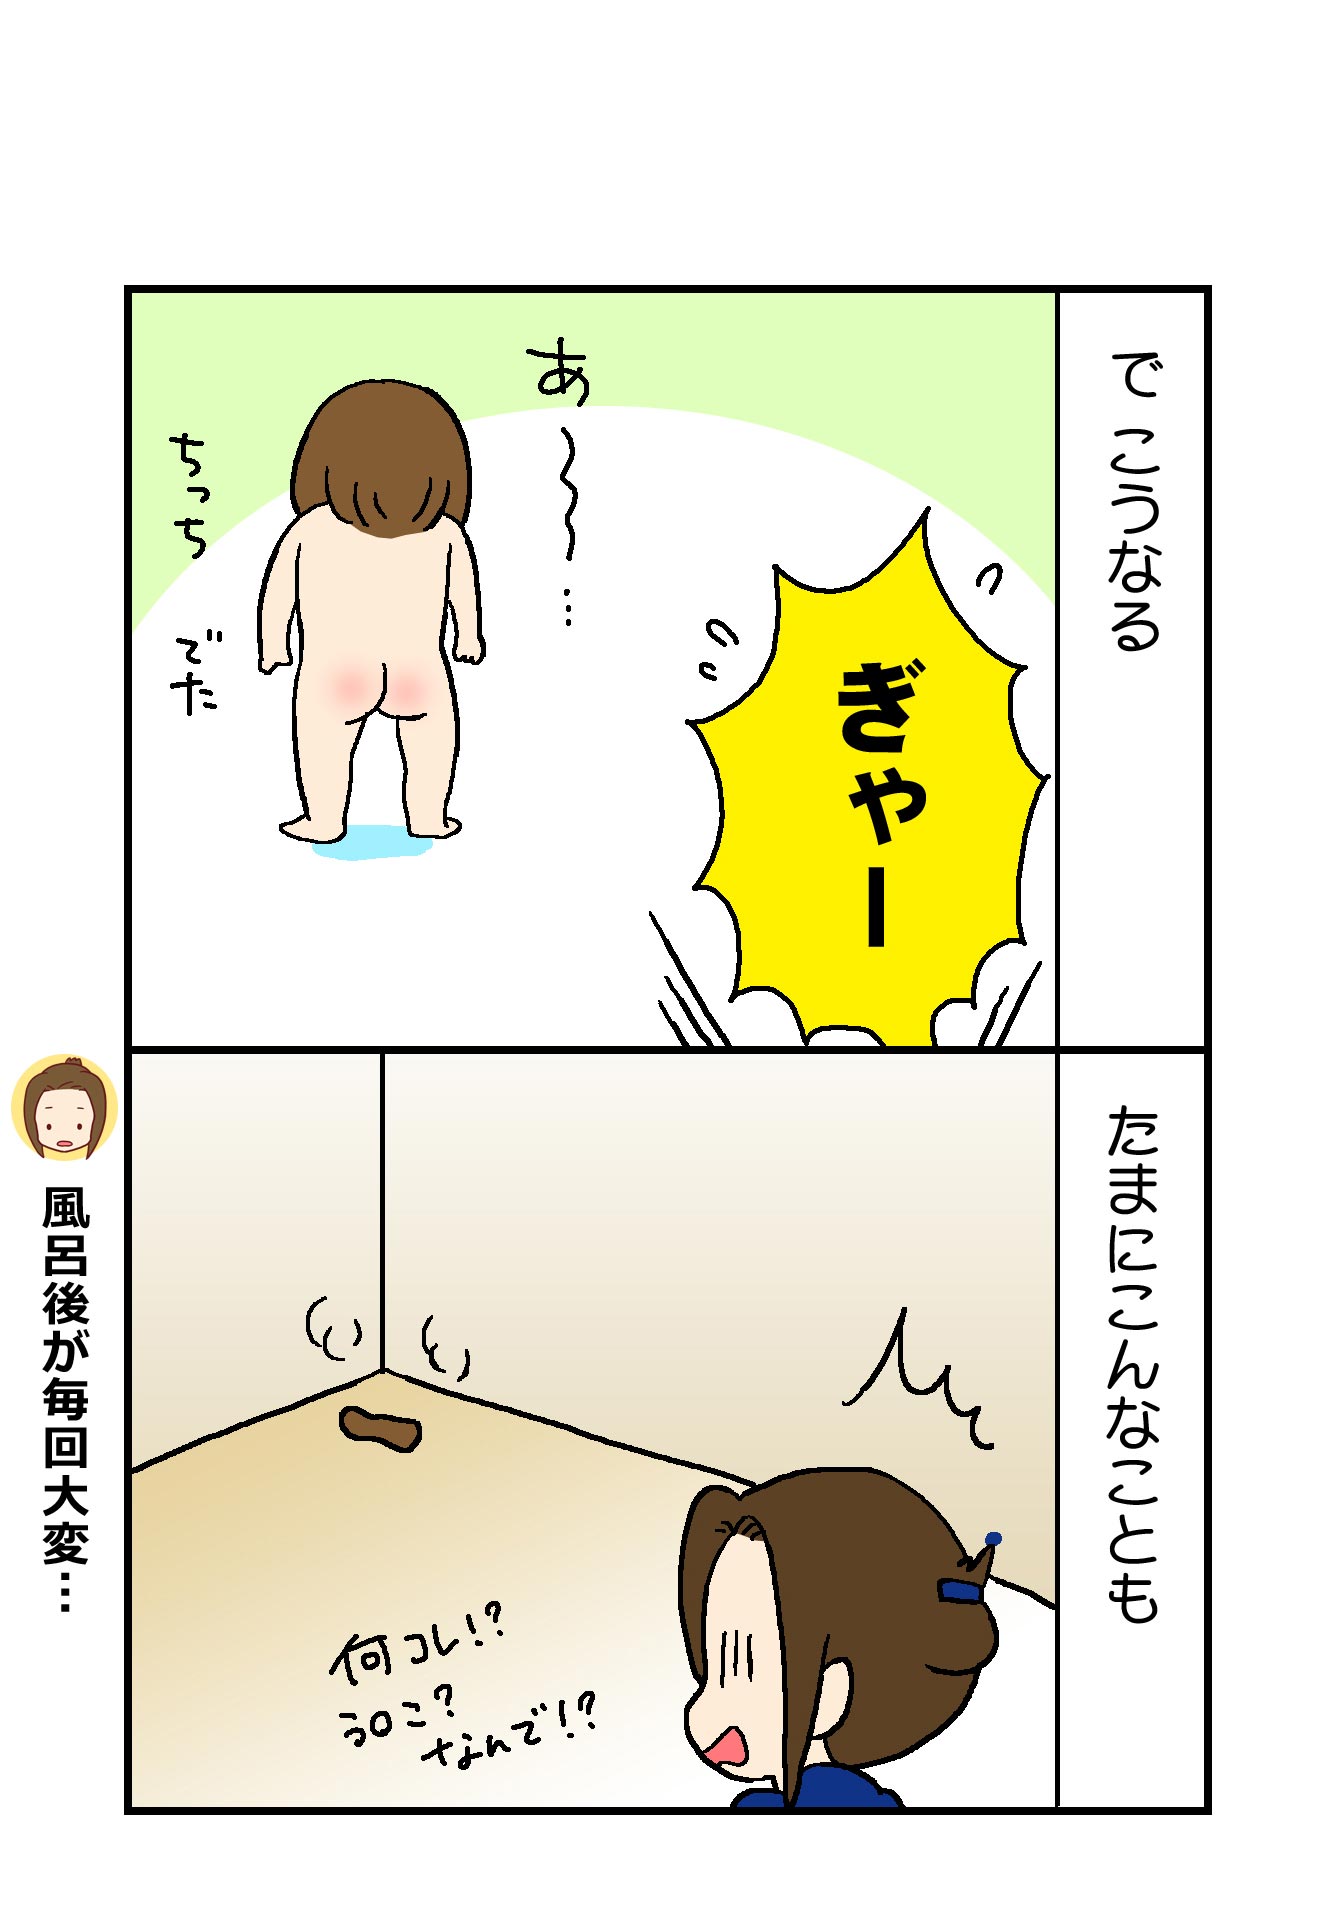 で こうなる
ぎゃー
あ〜〜…
ちっち
でた
たまにこんなことも
何コレ!?
うロこ?
なんで!?
風呂後が毎回大変…